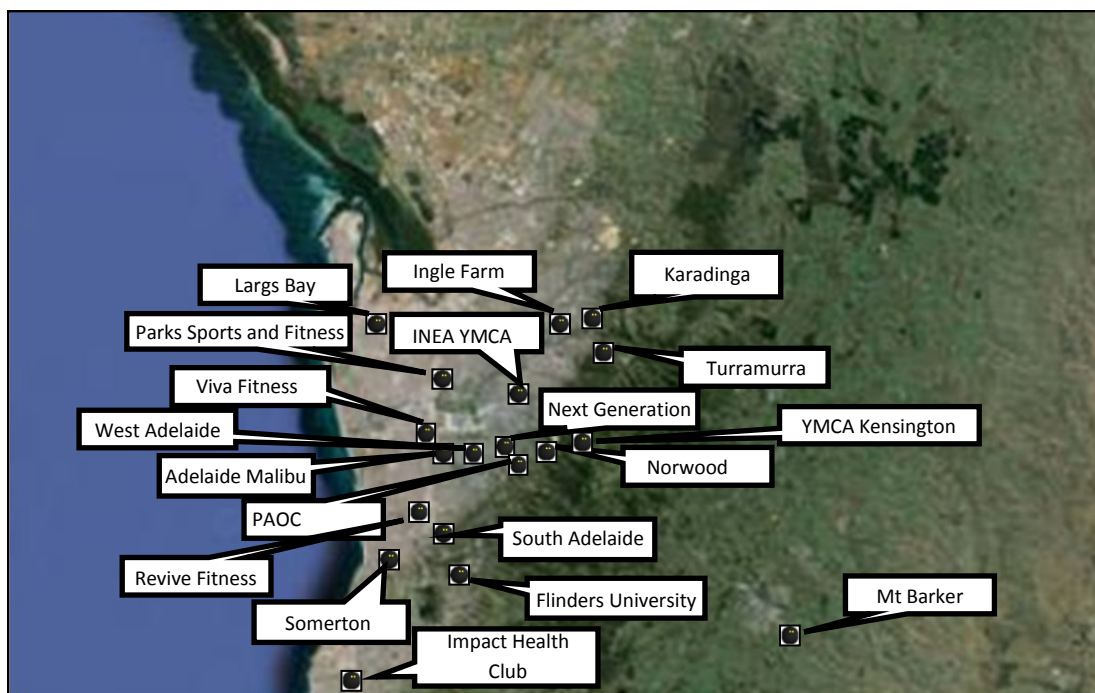 Ingle Farm
Karadinga
Largs Bay
Parks Sports and Fitness
INEA YMCA
Turramurra
Viva Fitness
Next Generation
West Adelaide
YMCA Kensington
Adelaide Malibu
Norwood
PAOC
South Adelaide
Revive Fitness
Flinders University
Mt Barker
Somerton
Impact Health
Club